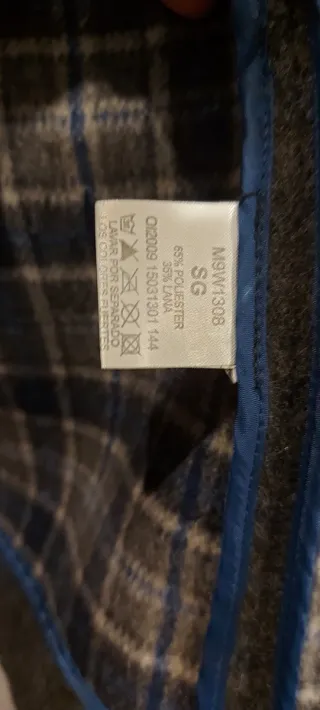 M9W1308
SG
65% POLIESTER
35% LANA
OI2009 15031301 144
LAVAR POR SEPARADO
LOS COLORES FUERTES